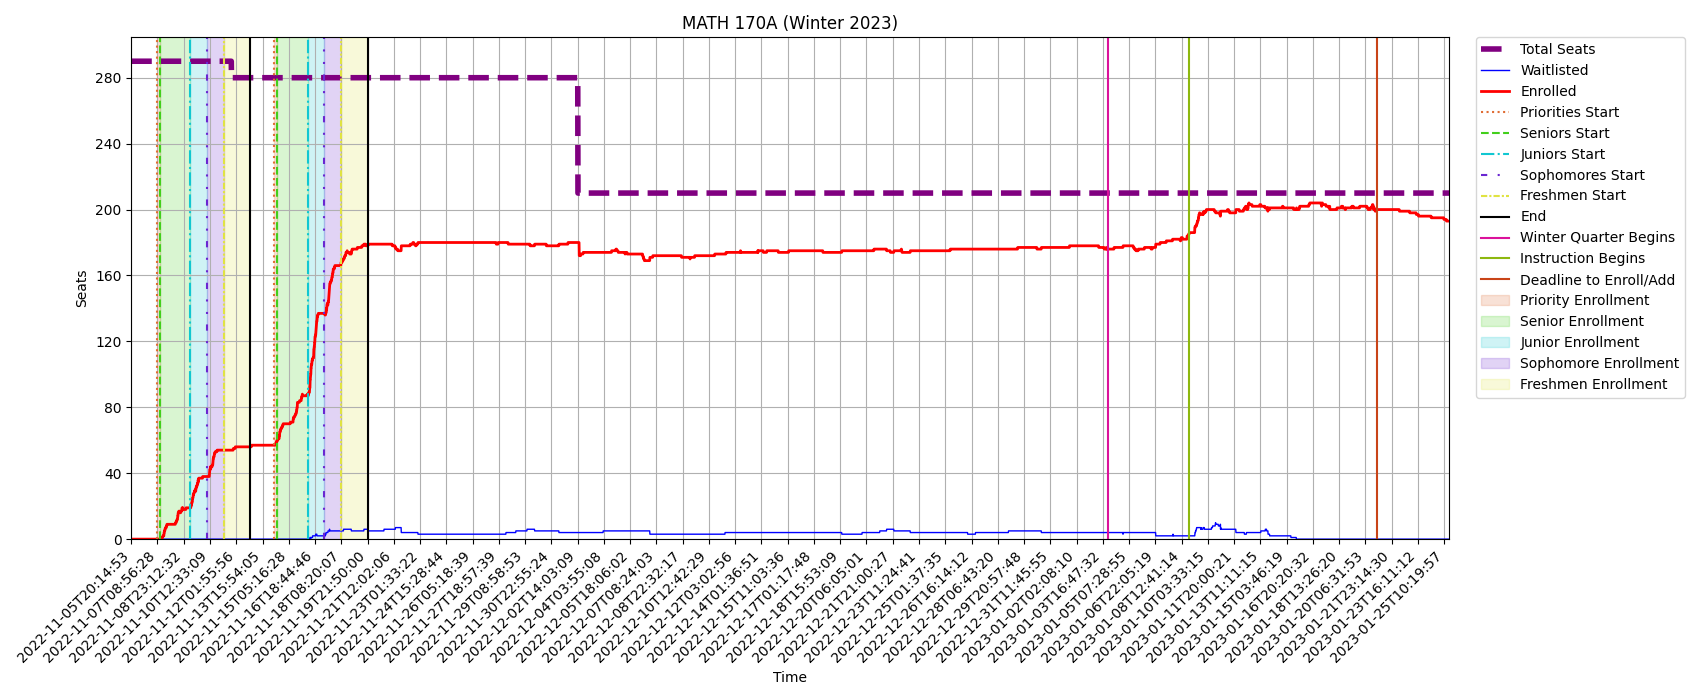 MATH 170A (Winter 2023)
Seats
280
240
200
160
120
80
40
0
2022-11-05T20:14:53
2022-11-07T08:56:28
2022-11-08T23:12:32
2022-11-10T12:33:09
2022-11-12T01:55:56
2022-11-13T15:54:05
2022-11-15T05:16:28
2022-11-16T18:44:46
2022-11-18T08:20:07
2022-11-19T21:50:00
2022-11-21T12:02:06
2022-11-23T01:33:22
2022-11-24T15:28:44
2022-11-26T05:18:39
2022-11-27T18:57:39
2022-11-29T08:58:53
2022-11-30T22:55:24
2022-12-02T14:03:09
2022-12-04T03:55:08
2022-12-05T18:06:02
2022-12-07T08:24:03
2022-12-08T22:32:17
2022-12-10T12:42:29
2022-12-12T03:02:56
2022-12-14T01:36:51
2022-12-15T11:03:36
2022-12-17T01:17:48
2022-12-18T15:53:09
2022-12-20T06:05:01
2022-12-21T21:00:27
2022-12-23T11:24:41
2022-12-25T01:37:35
2022-12-26T16:14:12
2022-12-28T06:43:20
2022-12-29T20:57:48
2022-12-31T11:45:55
2023-01-02T02:08:10
2023-01-03T16:47:32
2023-01-05T07:28:55
2023-01-06T22:05:19
2023-01-08T12:41:14
2023-01-10T03:33:15
2023-01-11T20:00:21
2023-01-13T11:11:15
2023-01-15T03:46:19
2023-01-16T20:20:32
2023-01-18T13:26:20
2023-01-20T06:31:53
2023-01-21T23:14:30
2023-01-23T16:11:12
2023-01-25T10:19:57
Time
Total Seats
Waitlisted
Enrolled
Priorities Start
Seniors Start
Juniors Start
Sophomores Start
Freshmen Start
End
Winter Quarter Begins
Instruction Begins
Deadline to Enroll/Add
Priority Enrollment
Senior Enrollment
Junior Enrollment
Sophomore Enrollment
Freshmen Enrollment